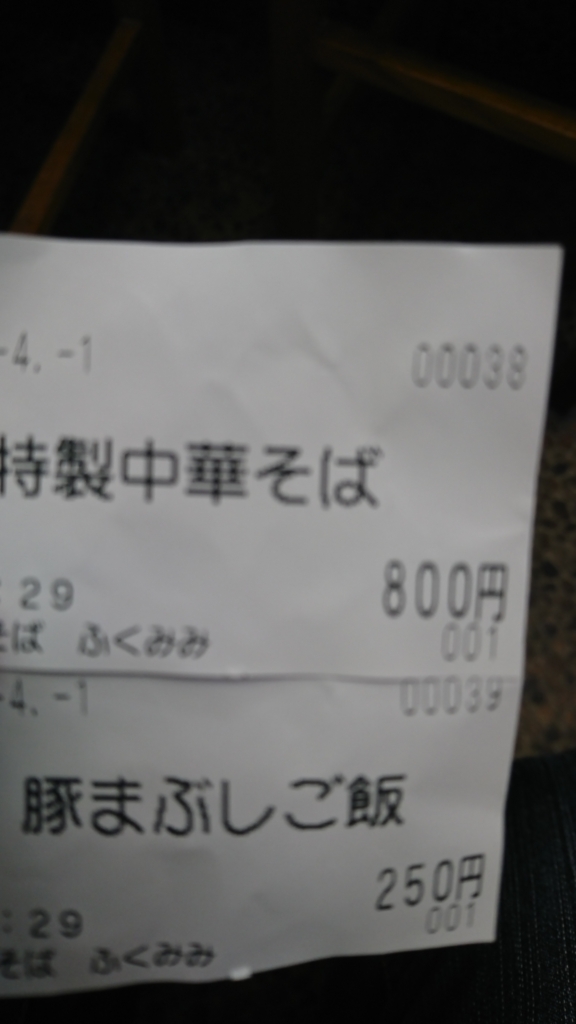 -4.-1 00038
特製中華そば
:29 800円
そば ふくみみ 001
-4.-1 00039
豚まぶしご飯
:29 250円
そば ふくみみ 001